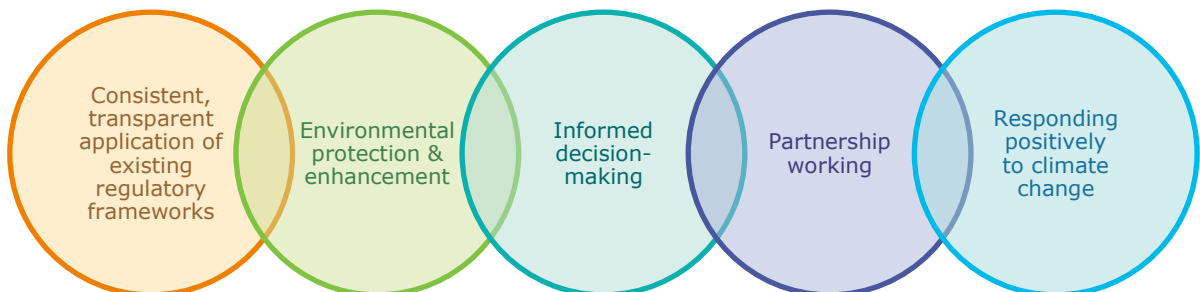 Consistent,
transparent
application of
existing
regulatory
frameworks
Environmental
protection &
enhancement
Informed
decision-
making
Partnership
working
Responding
positively
to climate
change